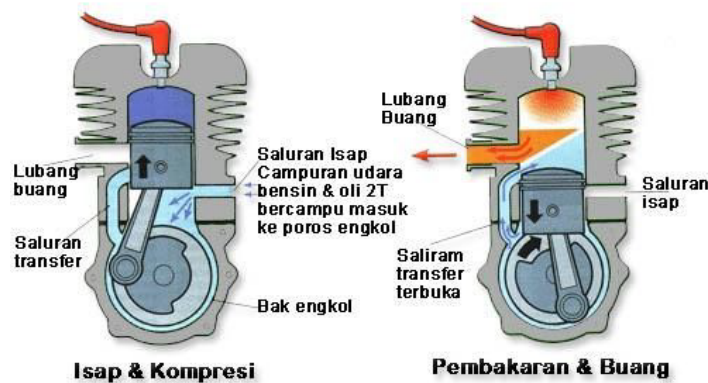 Lubang
buang
Saluran
transfer
Saluran Isap
Campuran udara
bensin & oli 2T
bercampu masuk
ke poros engkol
Bak engkol
Isap & Kompresi
Lubang
Buang
Saluran
isap
Saliram
transfer
terbuka
Pembakaran & Buang